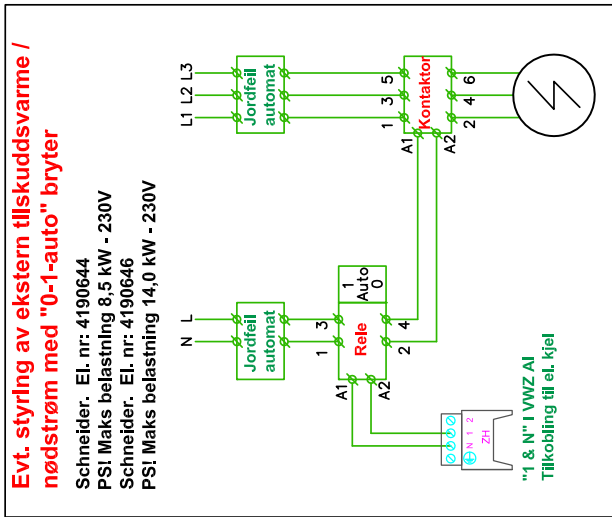 Evt. styring av ekstern tilskuddsvarme /
nødstrøm med "0-1-auto" bryter
Schneider. El. nr: 4190644
PS! Maks belastning 8,5 kW - 230V
Schneider. El. nr: 4190646
PS! Maks belastning 14,0 kW - 230V
N L
L1 L2 L3
Jordfeil
automat
Jordfeil
automat
1 3
1 3 5
A1
A2
Rele
1
Auto
0
A1
Kontaktor
A2
2 4
2 4 6
N 1 2
ZH
"1 & N" I VWZ AI
Tilkobling til el. kjel